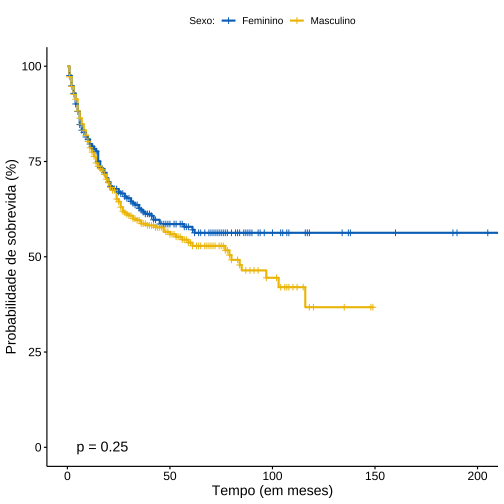 Sexo: Feminino Masculino
100
75
50
25
0
p = 0.25
0 50 100 150 200
Tempo (em meses)
Probabilidade de sobrevida (%)